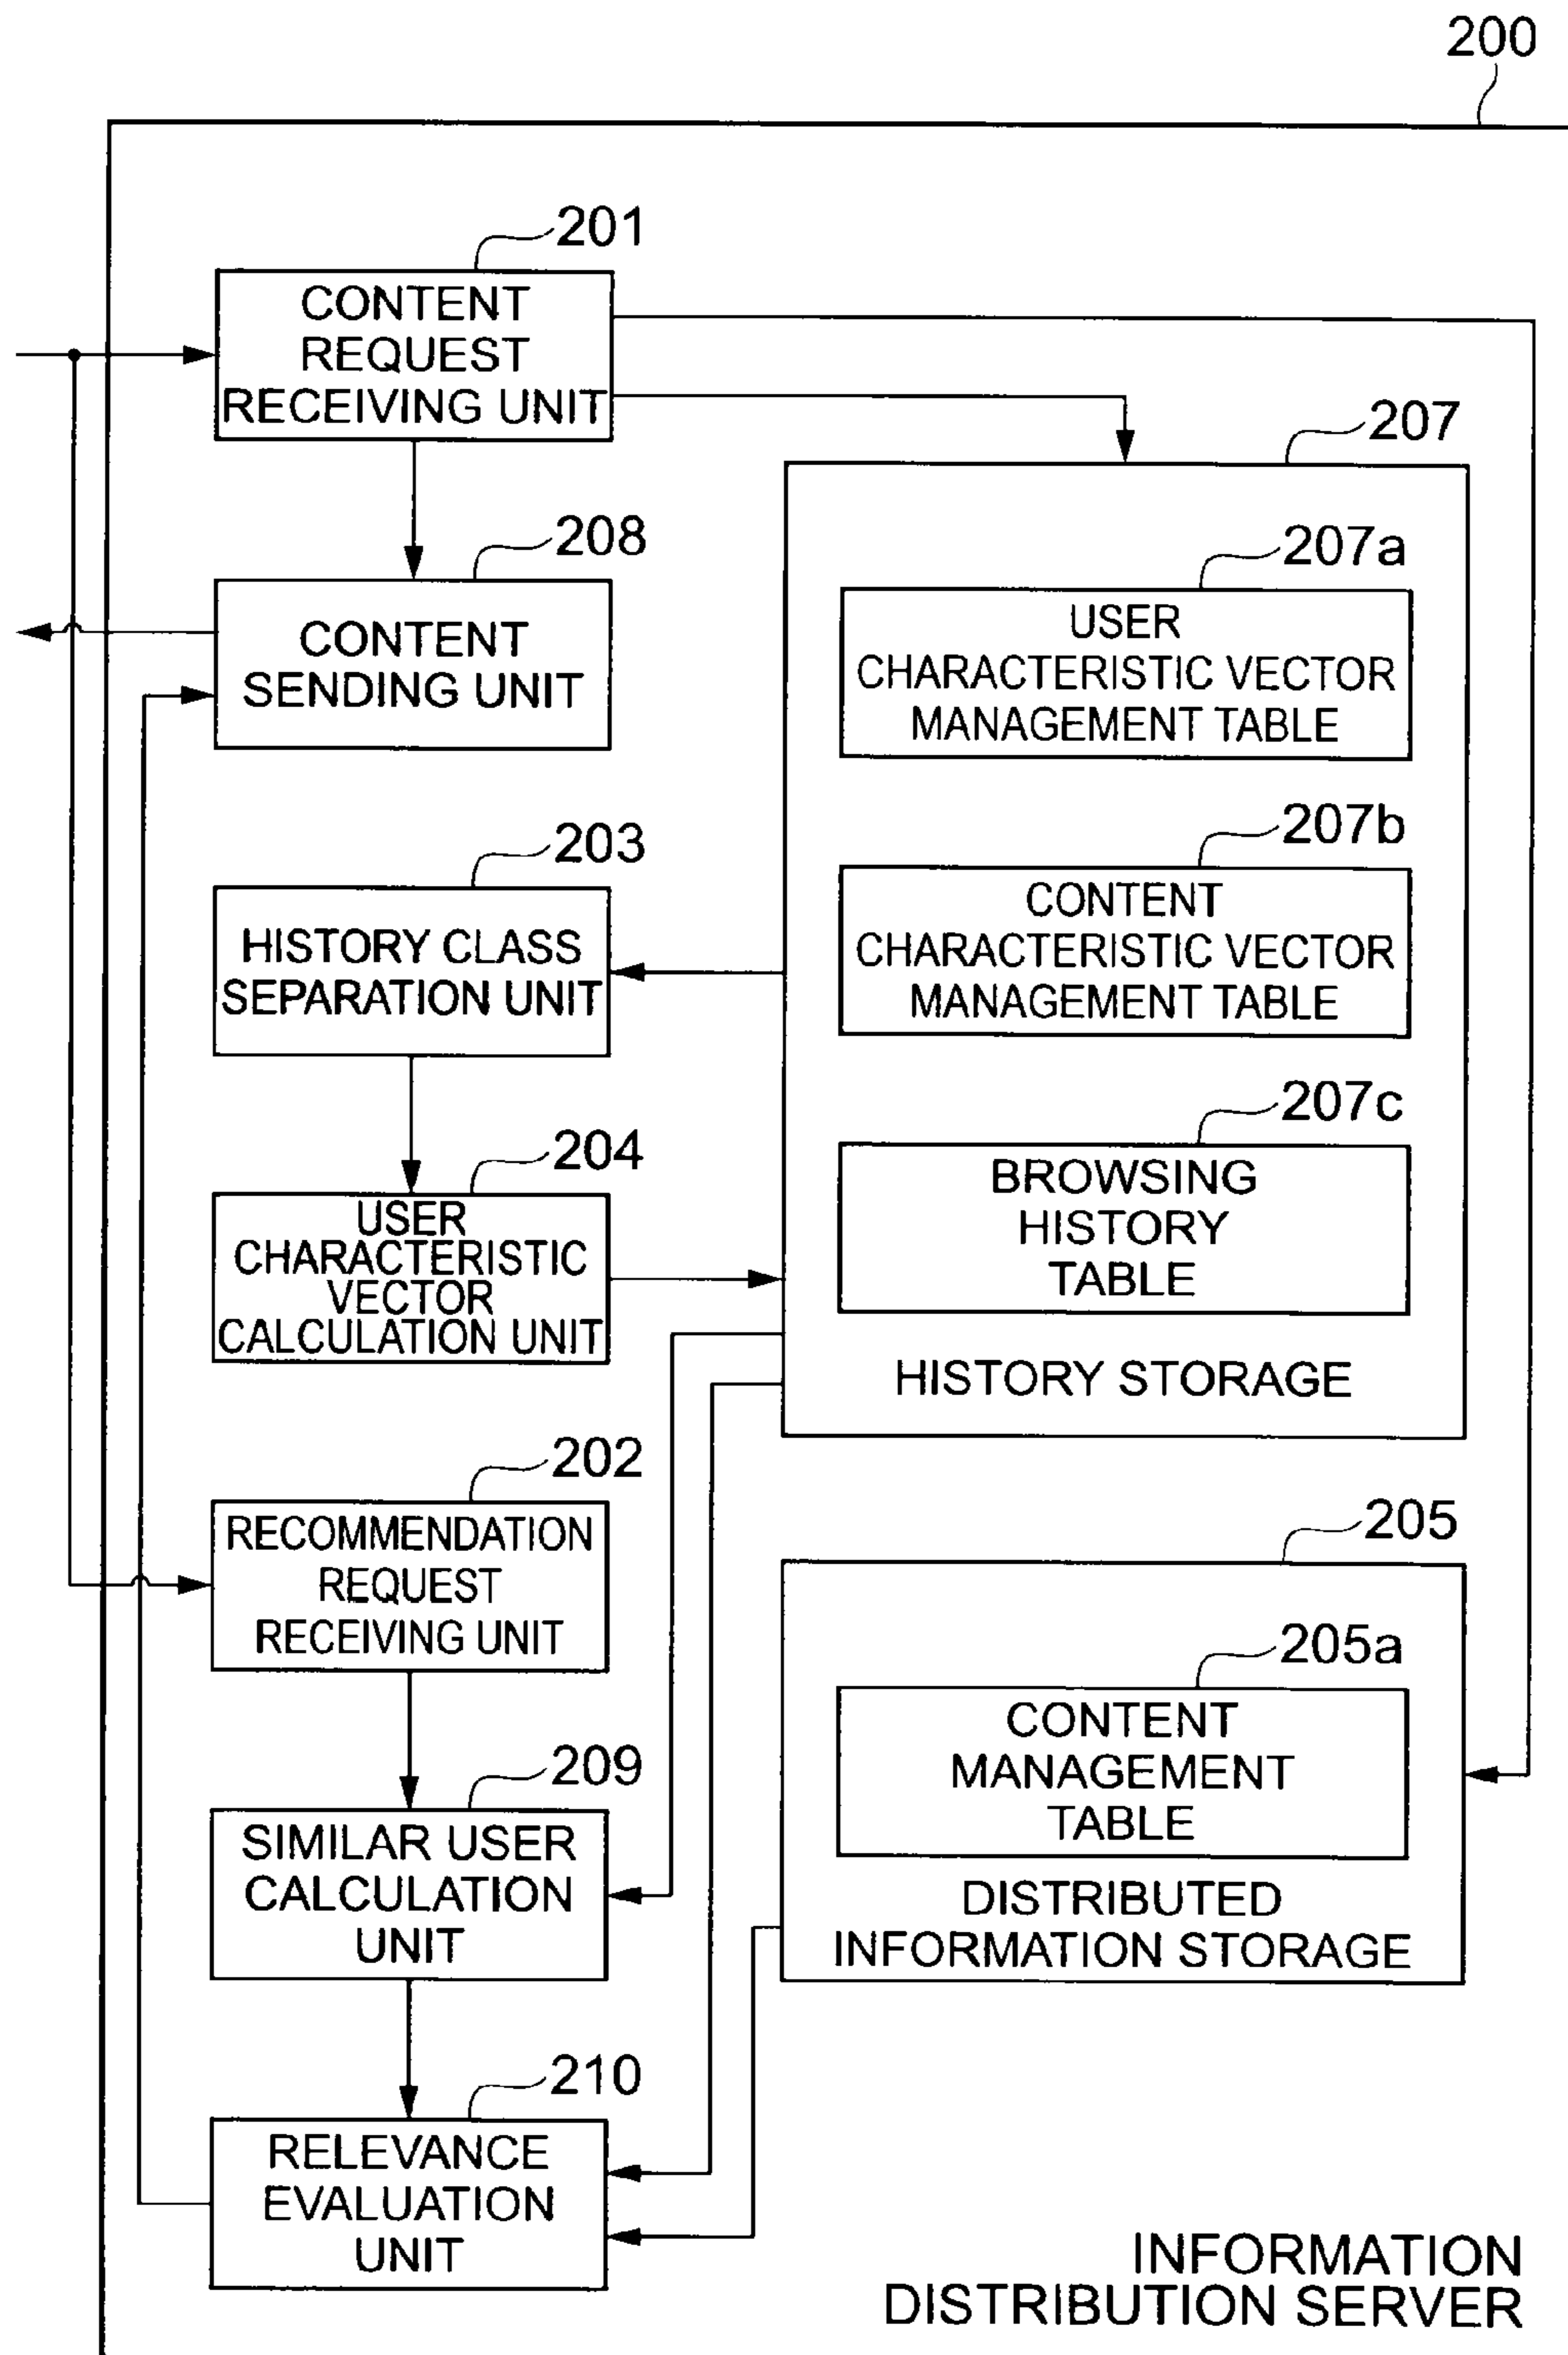 200
201
CONTENT
REQUEST
RECEIVING UNIT
207
208
CONTENT
SENDING UNIT
207a
USER
CHARACTERISTIC VECTOR
MANAGEMENT TABLE
203
HISTORY CLASS
SEPARATION UNIT
207b
CONTENT
CHARACTERISTIC VECTOR
MANAGEMENT TABLE
204
USER
CHARACTERISTIC
VECTOR
CALCULATION UNIT
207c
BROWSING
HISTORY
TABLE
HISTORY STORAGE
202
RECOMMENDATION
REQUEST
RECEIVING UNIT
205
205a
CONTENT
MANAGEMENT
TABLE
DISTRIBUTED
INFORMATION STORAGE
209
SIMILAR USER
CALCULATION
UNIT
210
RELEVANCE
EVALUATION
UNIT
INFORMATION
DISTRIBUTION SERVER